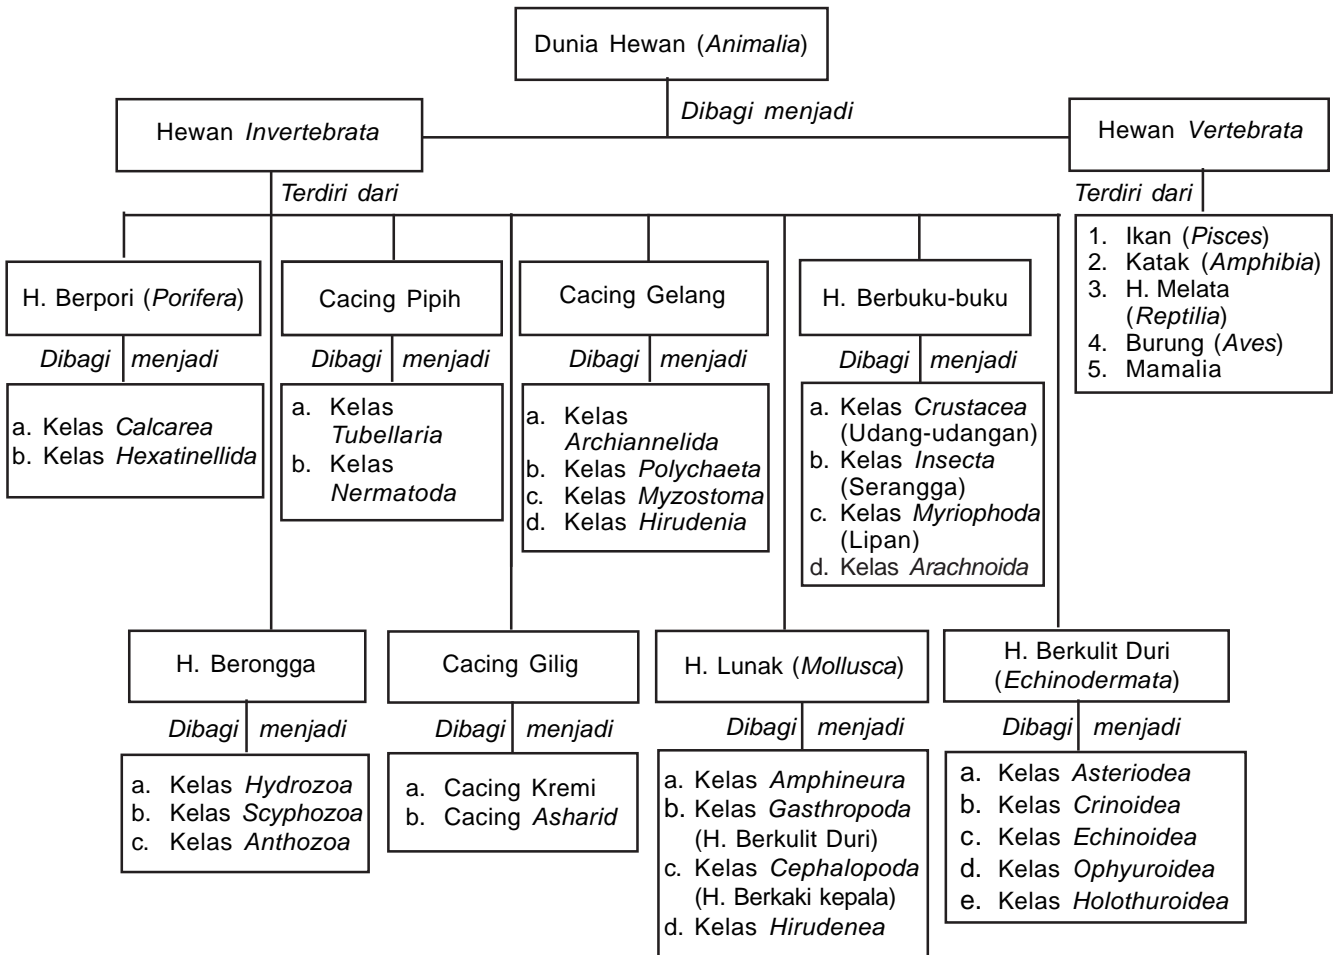 Dunia Hewan (Animalia)
Dibagi menjadi
Hewan Invertebrata
Hewan Vertebrata
Terdiri dari
Terdiri dari
1. Ikan (Pisces)
2. Katak (Amphibia)
3. H. Melata
(Reptilia)
4. Burung (Aves)
5. Mamalia
H. Berpori (Porifera)
Cacing Pipih
Cacing Gelang
H. Berbuku-buku
Dibagi menjadi
Dibagi menjadi
Dibagi menjadi
Dibagi menjadi
a. Kelas Calcarea
b. Kelas Hexatinellida
a. Kelas
Tubellaria
b. Kelas
Nermatoda
a. Kelas
Archiannelida
b. Kelas Polychaeta
c. Kelas Myzostoma
d. Kelas Hirudenia
a. Kelas Crustacea
(Udang-udangan)
b. Kelas Insecta
(Serangga)
c. Kelas Myriophoda
(Lipan)
d. Kelas Arachnoida
H. Berongga
Cacing Gilig
H. Lunak (Mollusca)
H. Berkulit Duri
(Echinodermata)
Dibagi menjadi
Dibagi menjadi
Dibagi menjadi
Dibagi menjadi
a. Kelas Hydrozoa
b. Kelas Scyphozoa
c. Kelas Anthozoa
a. Cacing Kremi
b. Cacing Asharid
a. Kelas Amphineura
b. Kelas Gasthropoda
(H. Berkulit Duri)
c. Kelas Cephalopoda
(H. Berkaki kepala)
d. Kelas Hirudenea
a. Kelas Asteriodea
b. Kelas Crinoidea
c. Kelas Echinoidea
d. Kelas Ophyuroidea
e. Kelas Holothuroidea